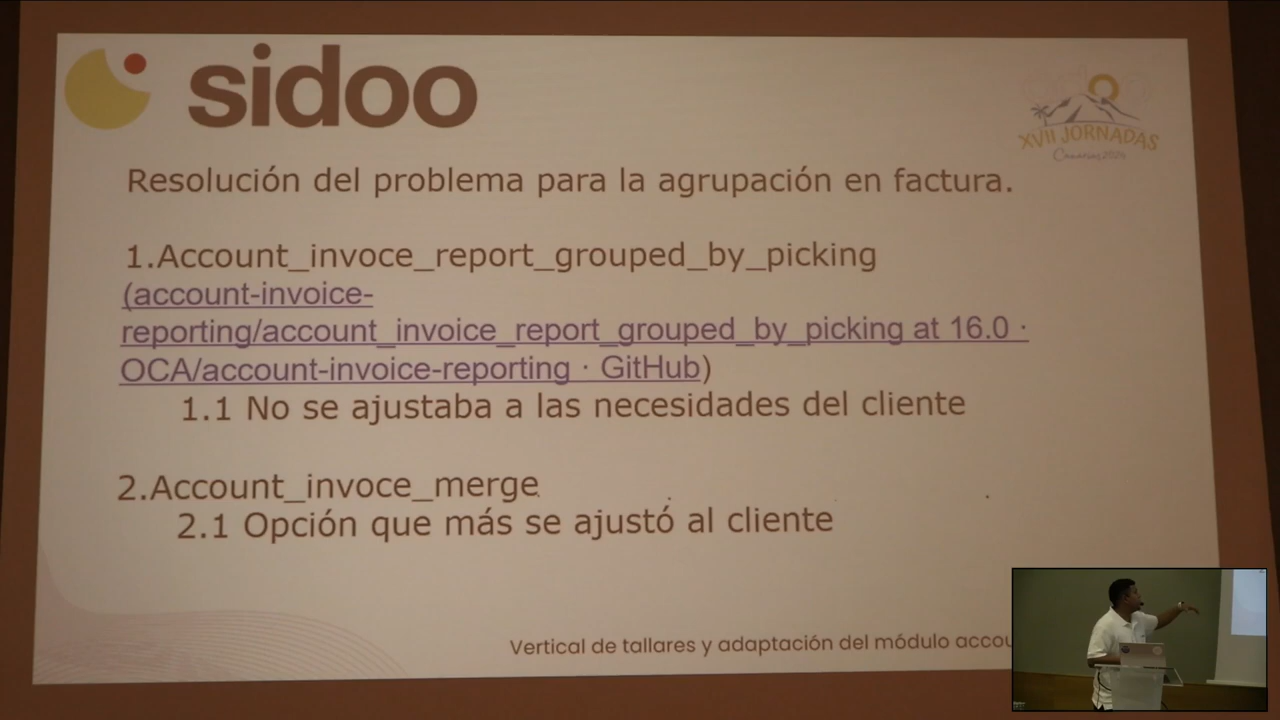 sidoo
XVII JORNADAS
Resolución del problema para la agrupación en factura.
1.Account_invoce_report_grouped_by_picking
(account-invoice-
reporting/account_invoice_report_grouped_by_picking at 16.0 ·
OCA/account-invoice-reporting · GitHub)
1.1 No se ajustaba a las necesidades del cliente
2.Account_invoce_merge
2.1 Opción que más se ajustó al cliente
Vertical de tallares y adaptación del módulo accou